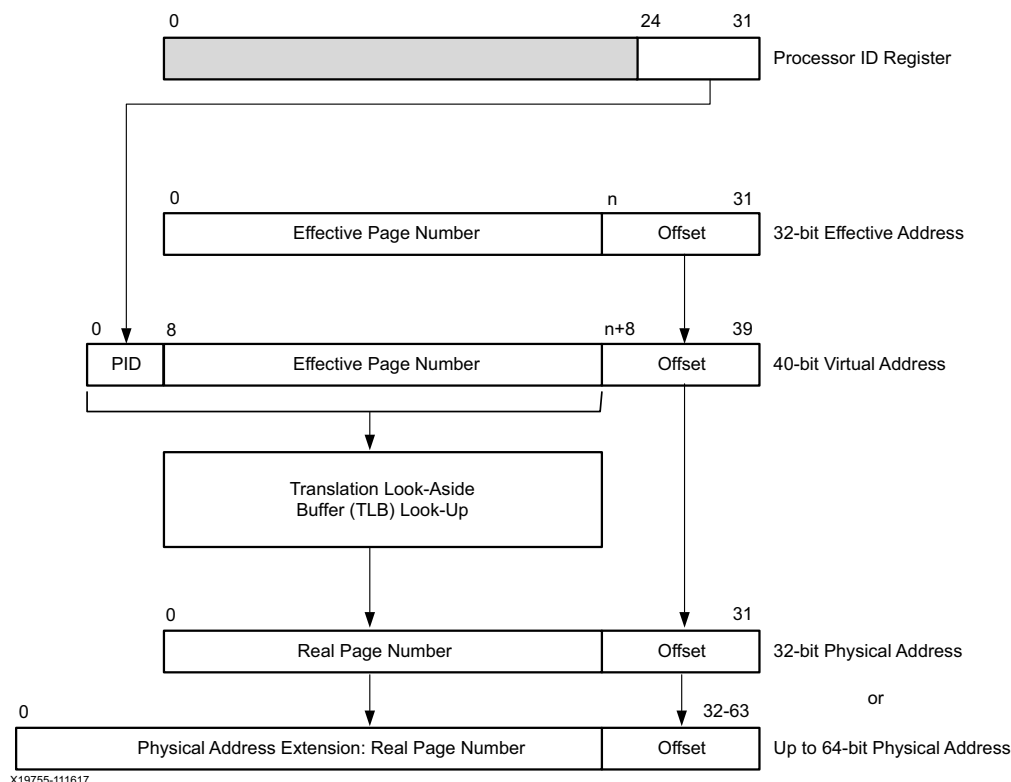 0 24 31
Processor ID Register
0 n 31
Effective Page Number Offset 32-bit Effective Address
0 8 n+8 39
PID Effective Page Number Offset 40-bit Virtual Address
Translation Look-Aside
Buffer (TLB) Look-Up
0 31
Real Page Number Offset 32-bit Physical Address
or
0 32-63
Physical Address Extension: Real Page Number Offset Up to 64-bit Physical Address
X19755-111617